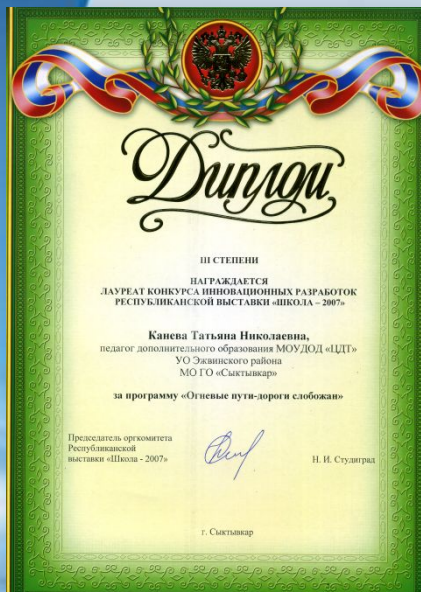 Диплом
III СТЕПЕНИ
НАГРАЖДАЕТСЯ
ЛАУРЕАТ КОНКУРСА ИННОВАЦИОННЫХ РАЗРАБОТОК
РЕСПУБЛИКАНСКОЙ ВЫСТАВКИ «ШКОЛА – 2007»
Канева Татьяна Николаевна,
педагог дополнительного образования МОУДОД «ЦДТ»
УО Эжвинского района
МО ГО «Сыктывкар»
за программу «Огневые пути-дороги слобожан»
Председатель оргкомитета
Республиканской
выставки «Школа - 2007»
Н. И. Студиград
г. Сыктывкар